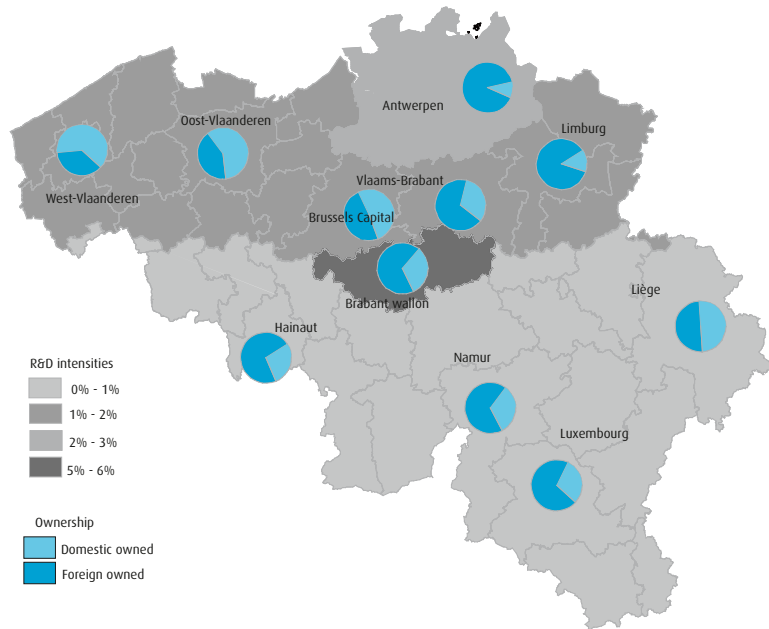 Antwerpen
Oost-Vlaanderen
Limburg
Vlaams-Brabant
West-Vlaanderen
Brussels Capital
Liège
Brabant wallon
Hainaut
Namur
Luxembourg
R&D intensities
0% - 1%
1% - 2%
2% - 3%
5% - 6%
Ownership
Domestic owned
Foreign owned